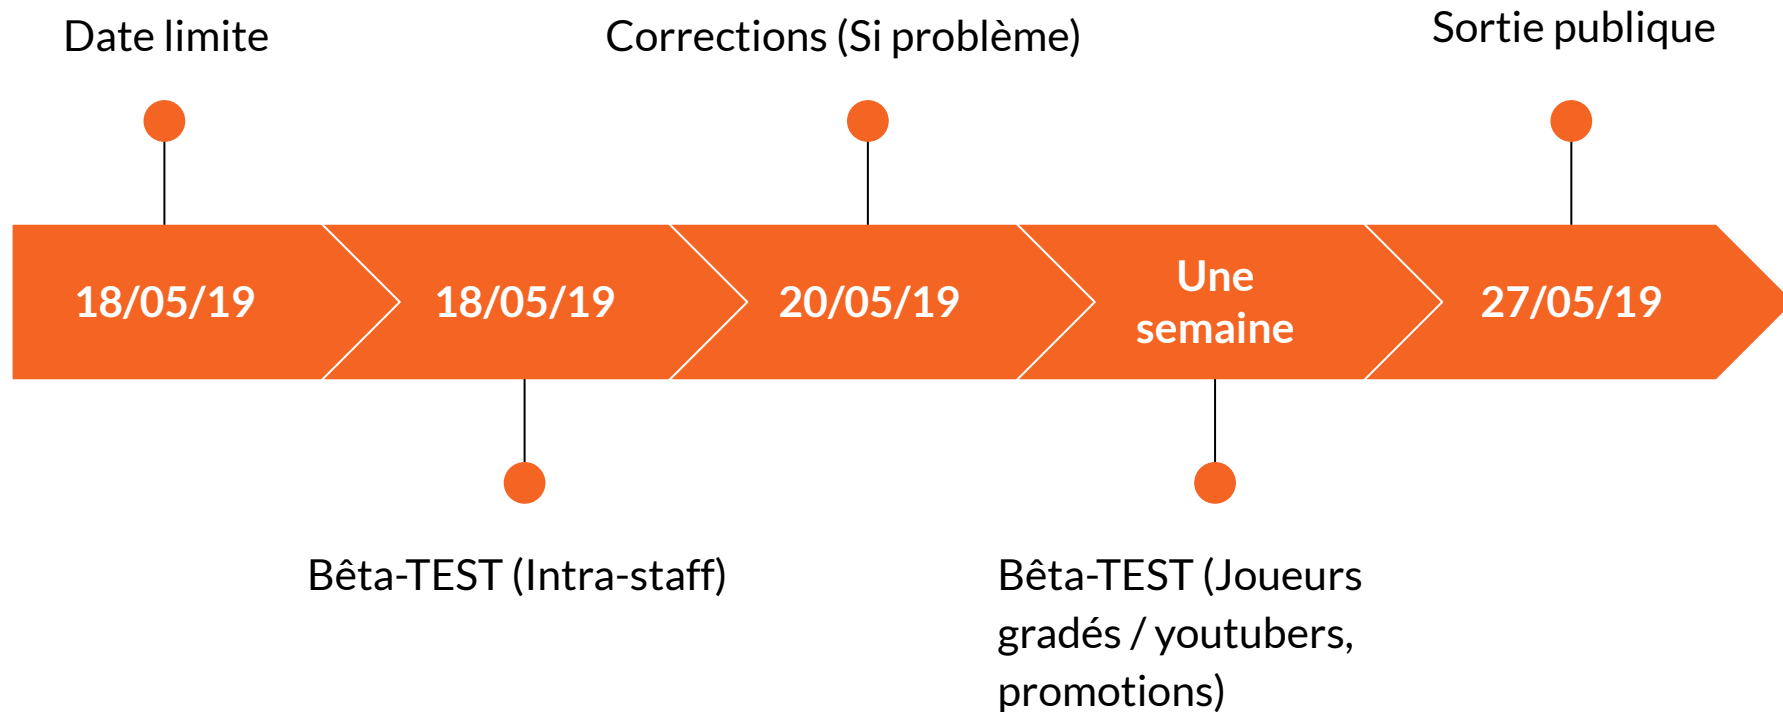 Date limite
Corrections (Si problème)
Sortie publique
18/05/19
18/05/19
20/05/19
Une
semaine
27/05/19
Bêta-TEST (Intra-staff)
Bêta-TEST (Joueurs
gradés / youtubers,
promotions)